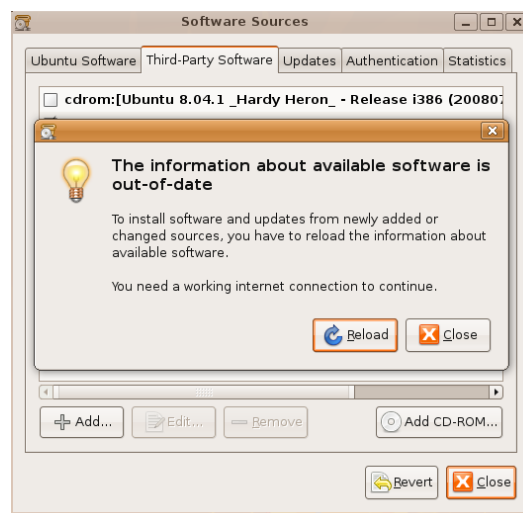 Software Sources
Ubuntu Software Third-Party Software Updates Authentication Statistics
cdrom:[Ubuntu 8.04.1 _Hardy Heron_ - Release i386 (20080
The information about available software is
out-of-date
To install software and updates from newly added or
changed sources, you have to reload the information about
available software.
You need a working internet connection to continue.
Reload Close
Add... Edit... Remove Add CD-ROM...
Revert Close